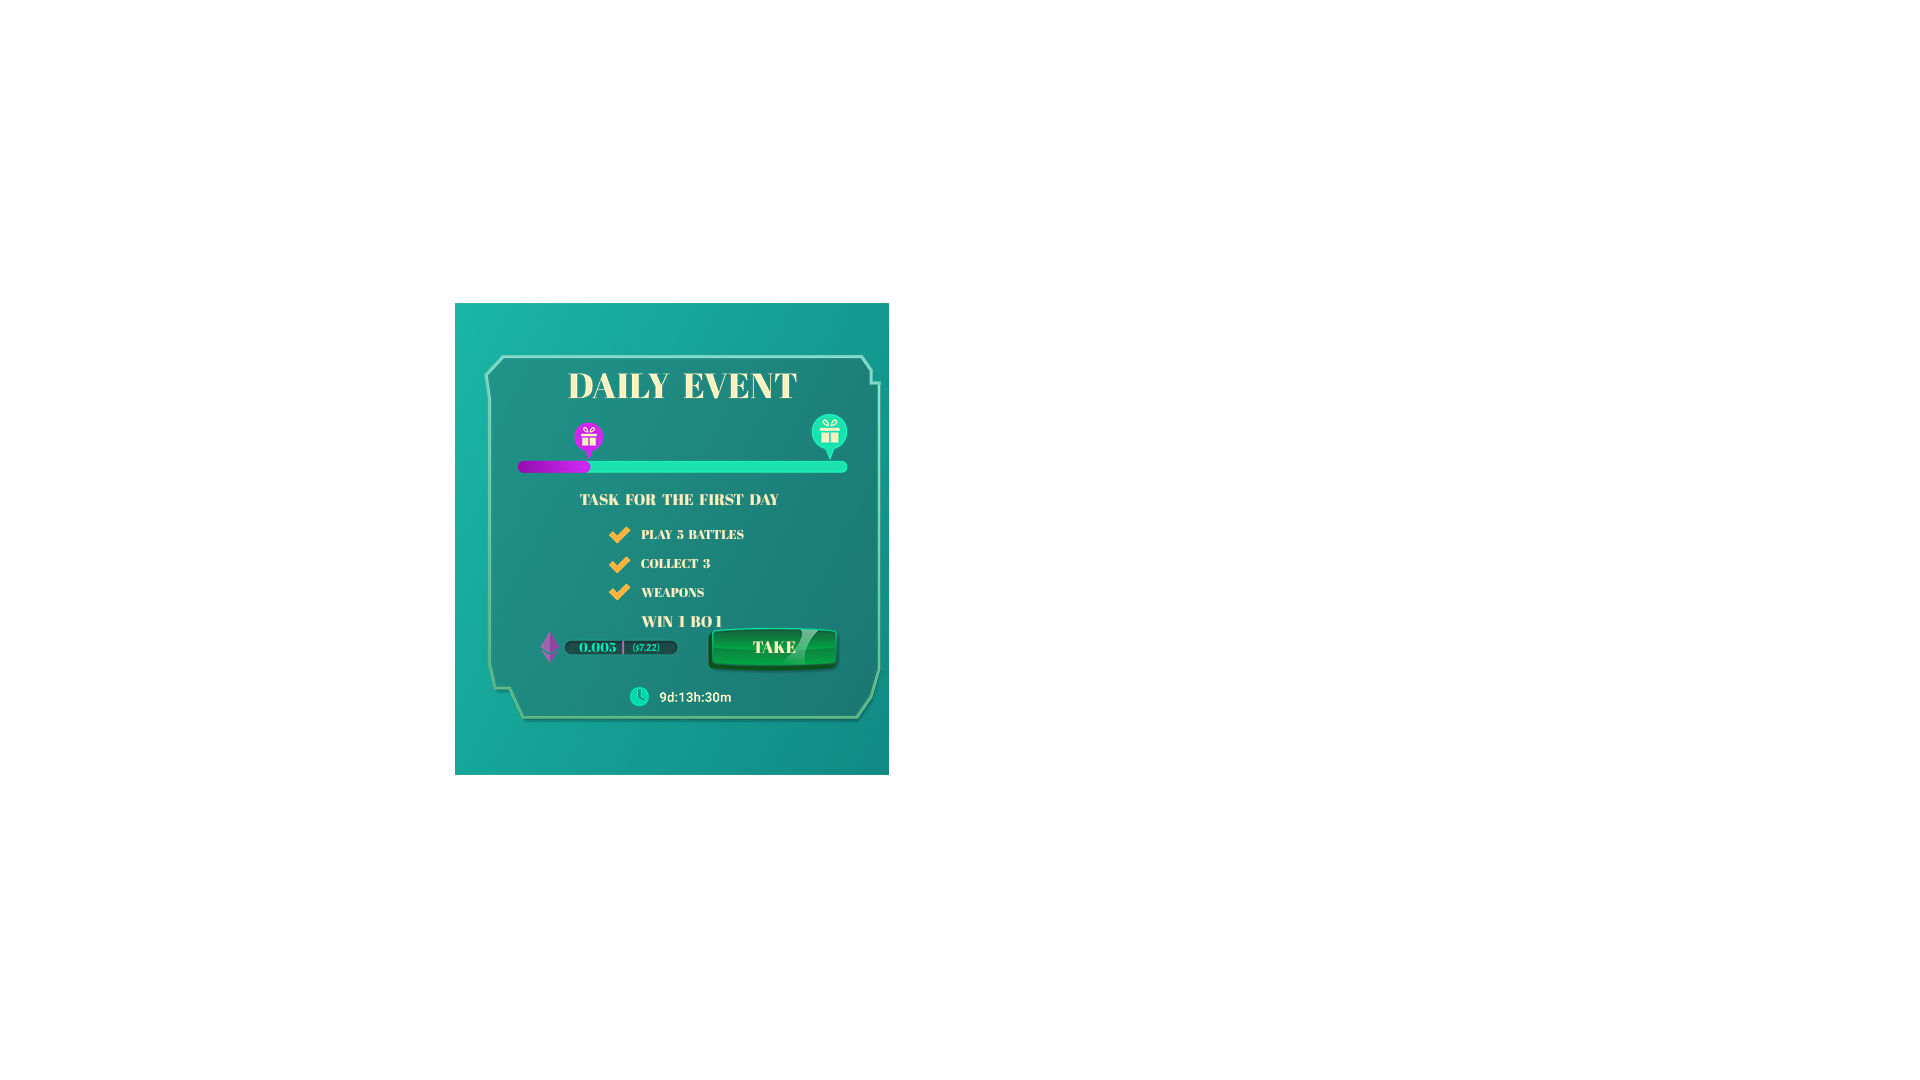 DAILY EVENT
TASK FOR THE FIRST DAY
PLAY 5 BATTLES
COLLECT 3
WEAPONS
WIN 1 BO 1
0.005 | ($7.22)
TAKE
9d:13h:30m